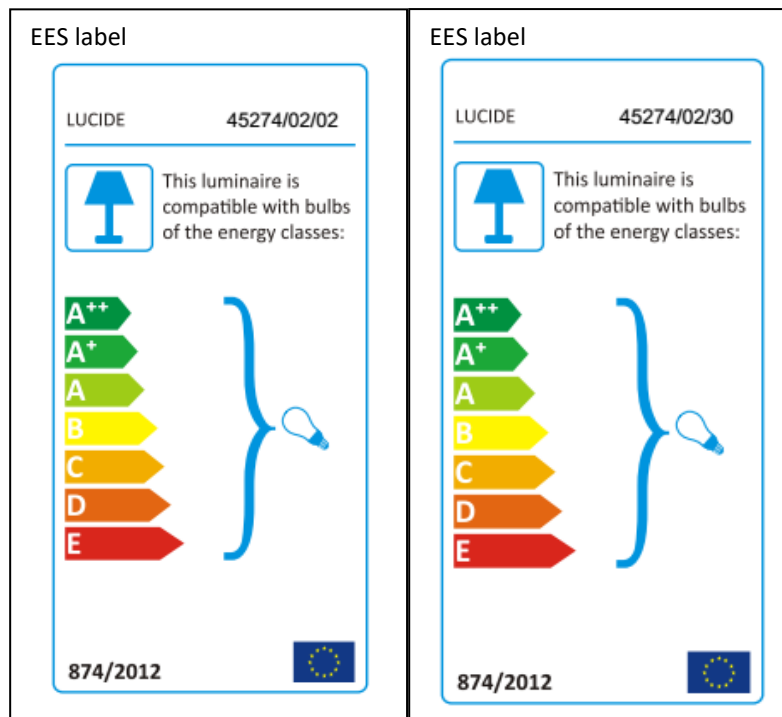 EES label
LUCIDE 45274/02/02
This luminaire is
compatible with bulbs
of the energy classes:
A++
A+
A
B
C
D
E
874/2012
EES label
LUCIDE 45274/02/30
This luminaire is
compatible with bulbs
of the energy classes:
A++
A+
A
B
C
D
E
874/2012